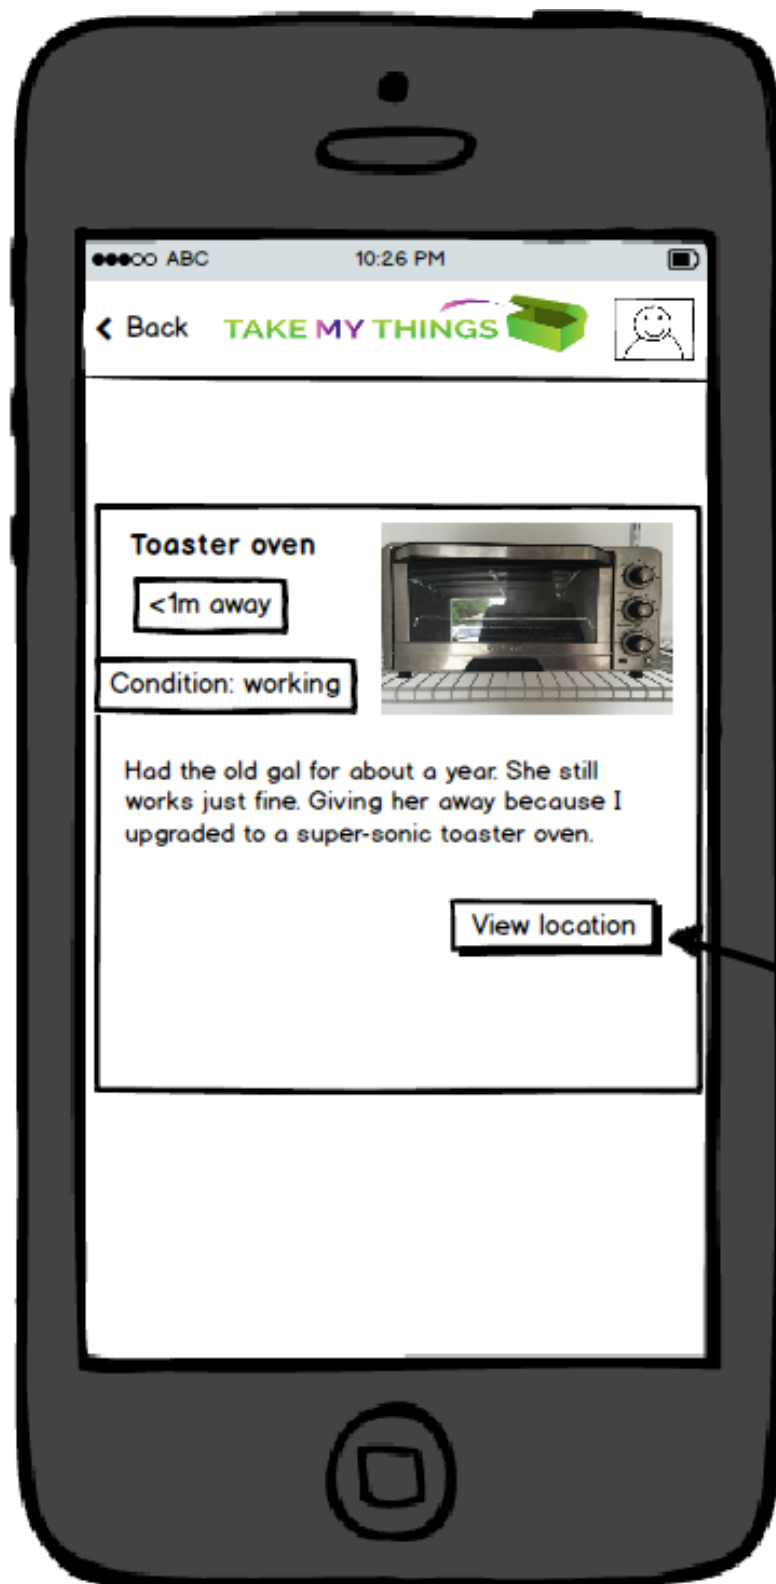 ABC 10:26 PM
Back TAKE MY THINGS
Toaster oven
<1m away
Condition: working
Had the old gal for about a year. She still
works just fine. Giving her away because I
upgraded to a super-sonic toaster oven.
View location